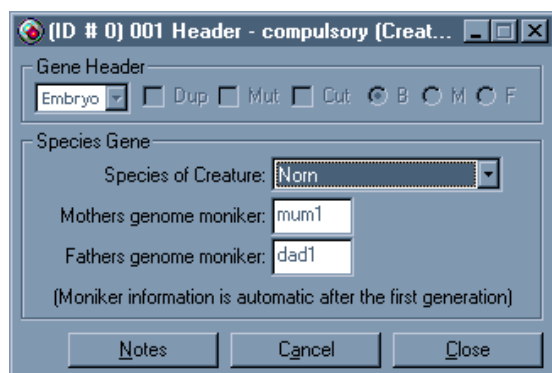 (ID # 0) 001 Header - compulsory (Creat...
Gene Header
Embryo Dup Mut Cut B M F
Species Gene
Species of Creature: Norn
Mothers genome moniker: mum1
Fathers genome moniker: dad1
(Moniker information is automatic after the first generation)
Notes Cancel Close